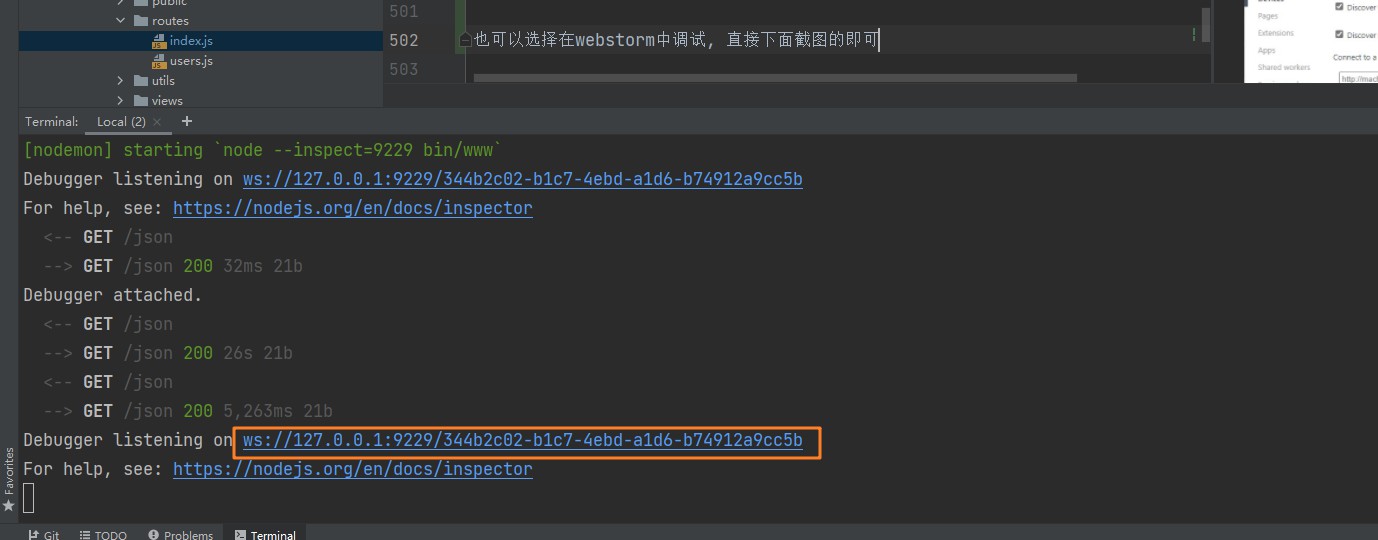 public
routes
index.js
users.js
utils
views
501
502 也可以选择在webstorm中调试, 直接下面截图的即可
503
Pages
Extensions
Apps
Shared workers
Discover
Discover
Connect to a
Terminal: Local (2) × +
[nodemon] starting `node --inspect=9229 bin/www`
Debugger listening on ws://127.0.0.1:9229/344b2c02-b1c7-4ebd-a1d6-b74912a9cc5b
For help, see: https://nodejs.org/en/docs/inspector
<-- GET /json
--> GET /json 200 32ms 21b
Debugger attached.
<-- GET /json
--> GET /json 200 26s 21b
<-- GET /json
--> GET /json 200 5,263ms 21b
Debugger listening on ws://127.0.0.1:9229/344b2c02-b1c7-4ebd-a1d6-b74912a9cc5b
For help, see: https://nodejs.org/en/docs/inspector
Favorites
Git TODO Problems Terminal